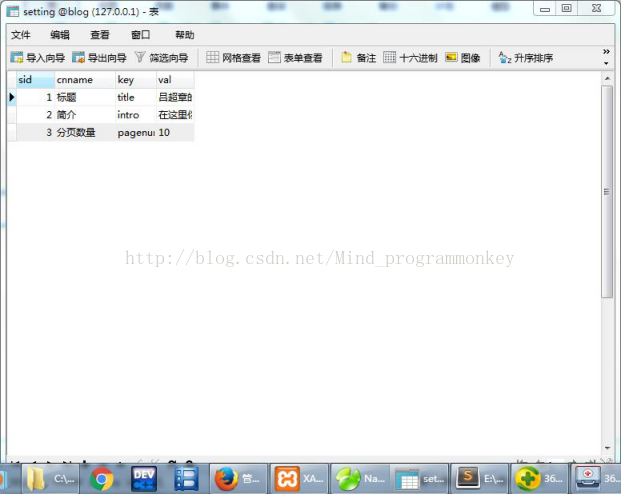 setting @blog (127.0.0.1) - 表
文件 编辑 查看 窗口 帮助
导入向导 导出向导 筛选向导 网格查看 表单查看 备注 十六进制 图像 升序排序
sid cnname key val
1 标题 title 吕超章的
2 简介 intro 在这里
3 分页数量 pagenu 10
http://blog.csdn.net/Mind_programmonkey
C:\... DEV 管... XA... Na... set... E:\... 36... 36...